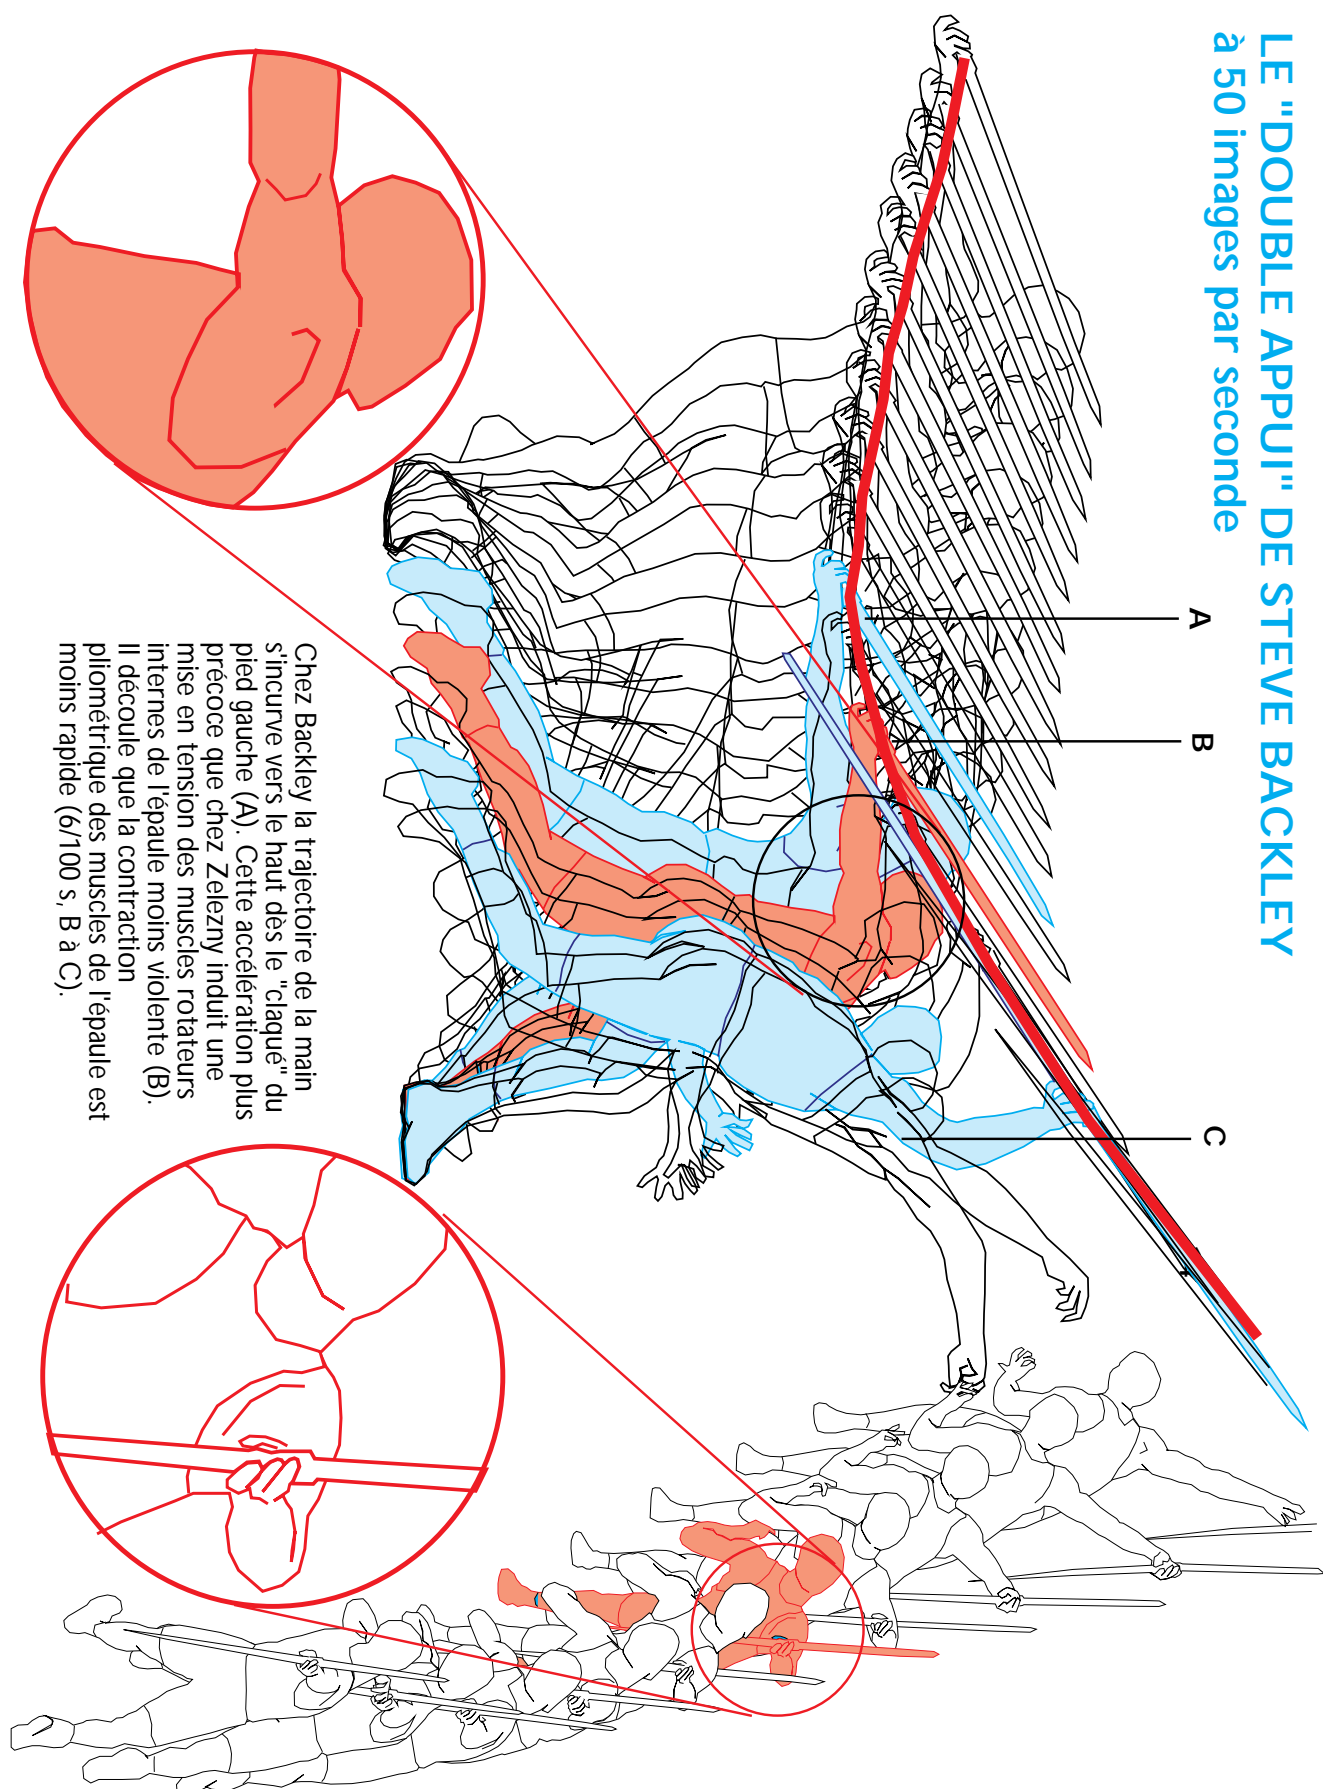 LE "DOUBLE APPUI" DE STEVE BACKLEY
à 50 images par seconde
A
B
C
Chez Backley la trajectoire de la main
s'incurve vers le haut dès le "claqué" du
pied gauche (A). Cette accélération plus
précoce que chez Zelezny induit une
mise en tension des muscles rotateurs
internes de l'épaule moins violente (B).
Il découle que la contraction
pliométrique des muscles de l'épaule est
moins rapide (6/100 s, B à C).